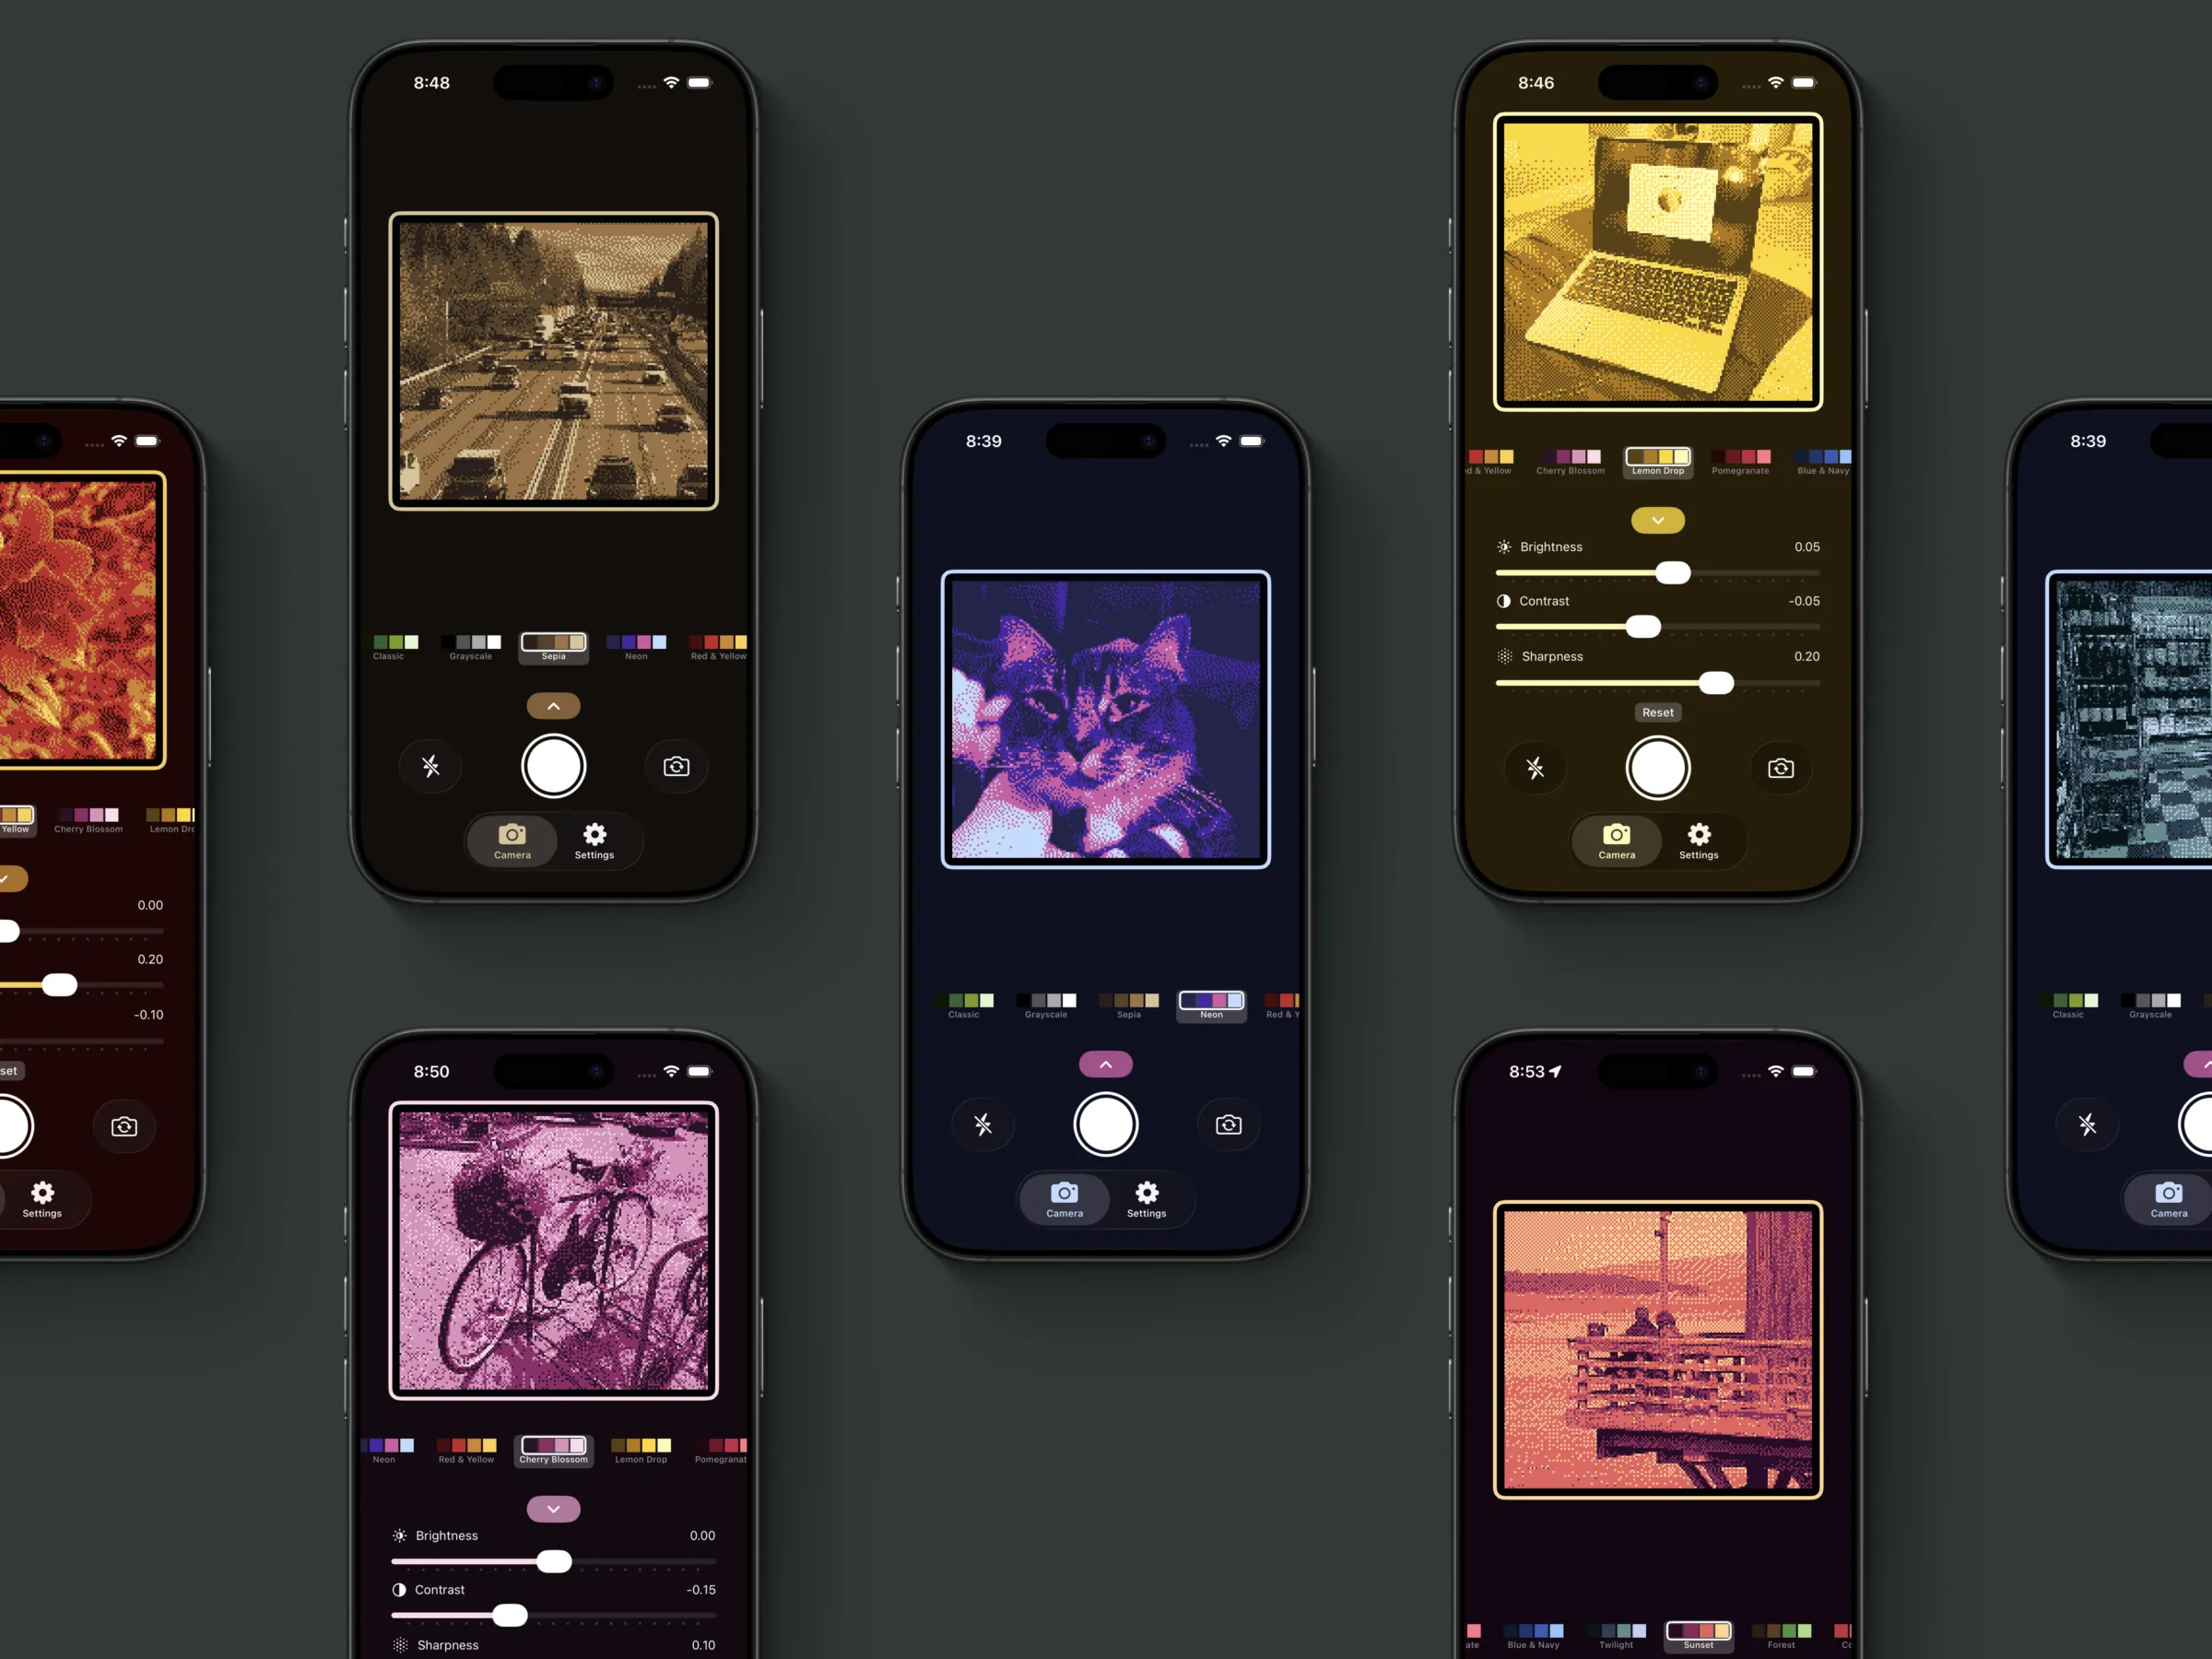 Yellow
Cherry Blossom
Lemon Dro
0.00
0.20
-0.10
set
Settings
8:48
Classic
Grayscale
Sepia
Neon
Red & Yellow
Camera
Settings
8:50
Neon
Red & Yellow
Cherry Blossom
Lemon Drop
Pomegranat
Brightness
0.00
Contrast
-0.15
Sharpness
0.10
8:39
Classic
Grayscale
Sepia
Neon
Red & Y
Camera
Settings
8:46
d & Yellow
Cherry Blossom
Lemon Drop
Pomegranate
Blue & Navy
Brightness
0.05
Contrast
-0.05
Sharpness
0.20
Reset
Camera
Settings
8:53
ate
Blue & Navy
Twilight
Sunset
Forest
Co
8:39
Classic
Grayscale
Camera